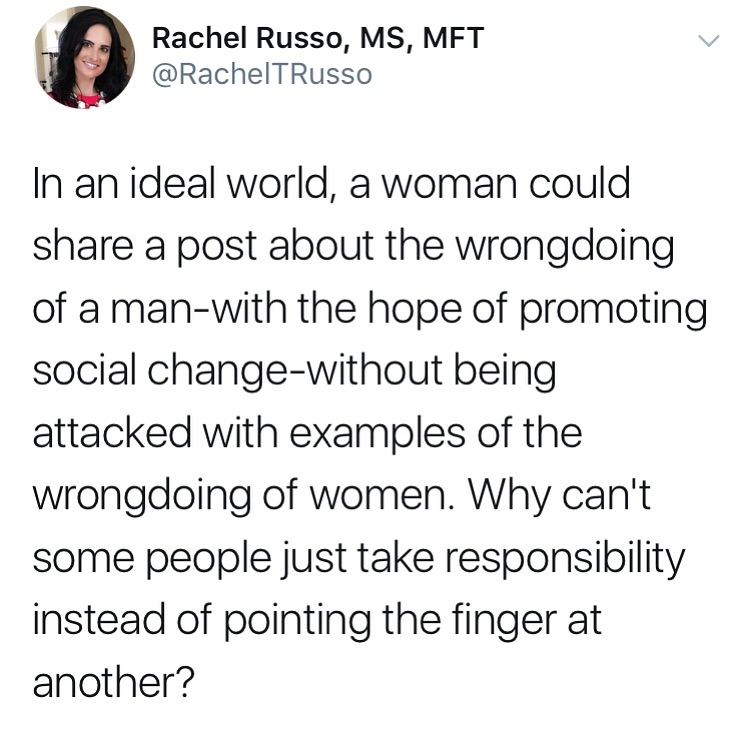 Rachel Russo, MS, MFT
@RachelTRusso
In an ideal world, a woman could
share a post about the wrongdoing
of a man-with the hope of promoting
social change-without being
attacked with examples of the
wrongdoing of women. Why can't
some people just take responsibility
instead of pointing the finger at
another?